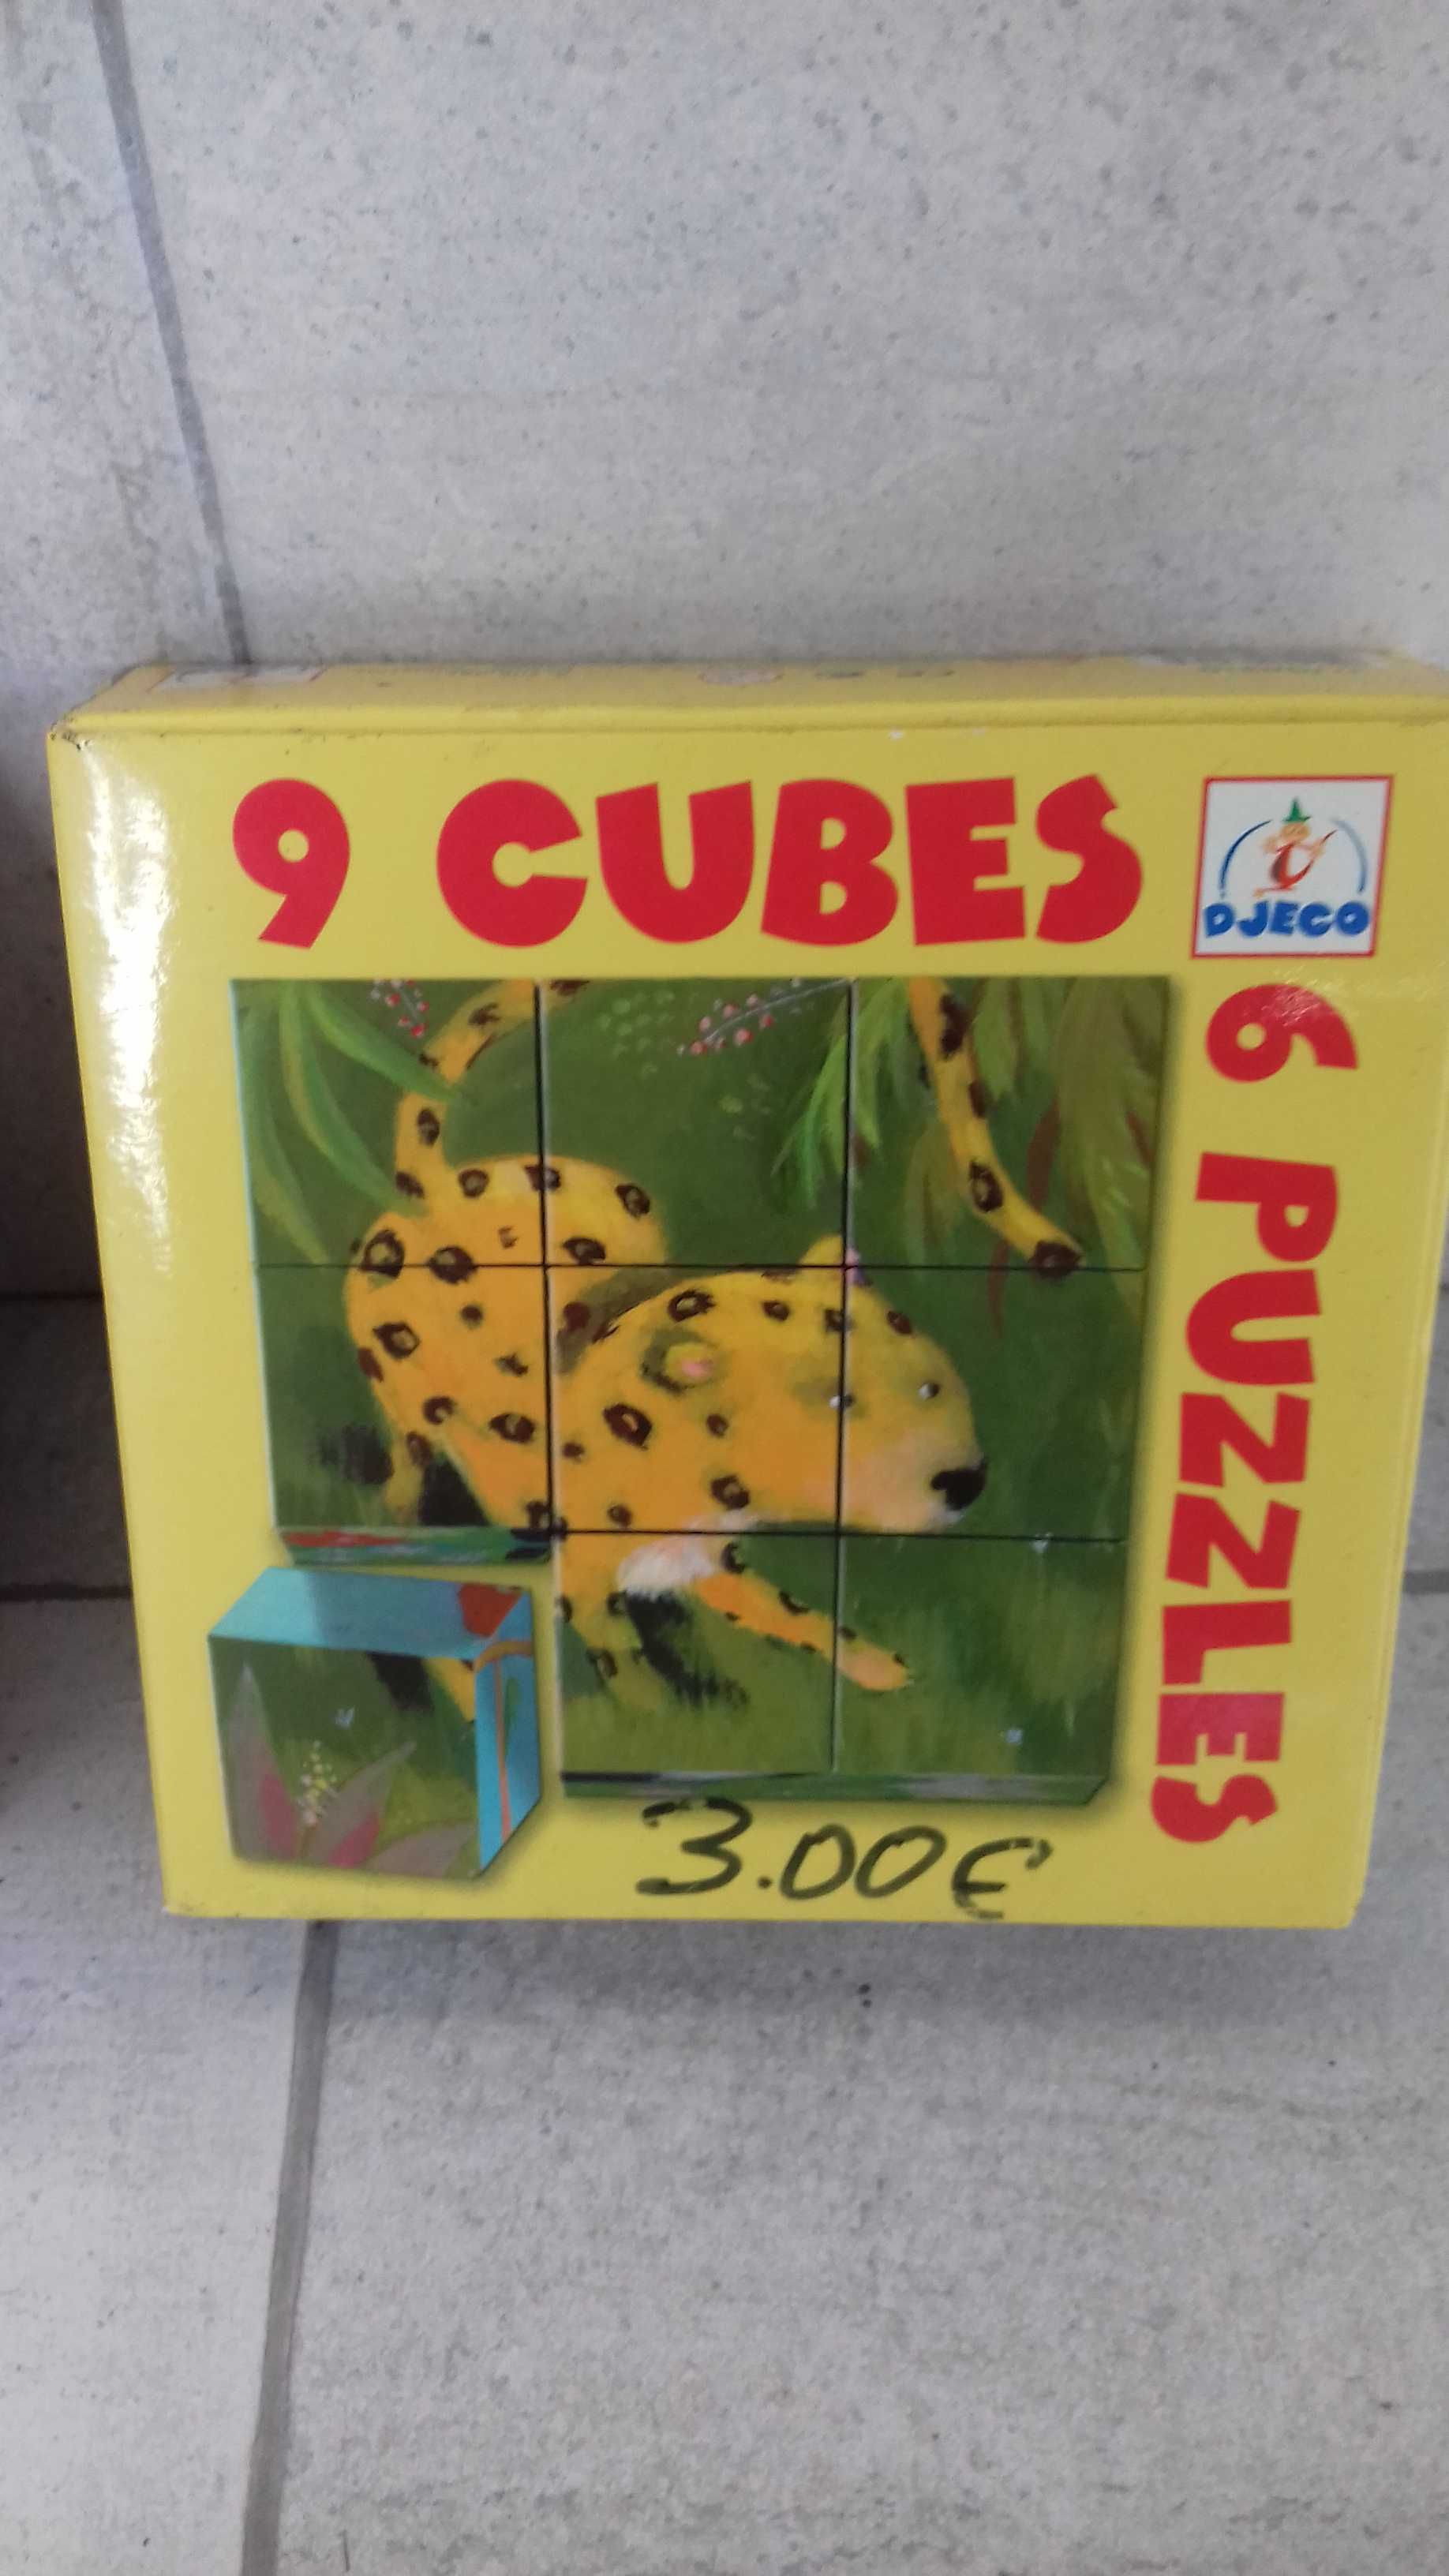 9 CUBES
DJECO
6 PUZZLES
3.00€